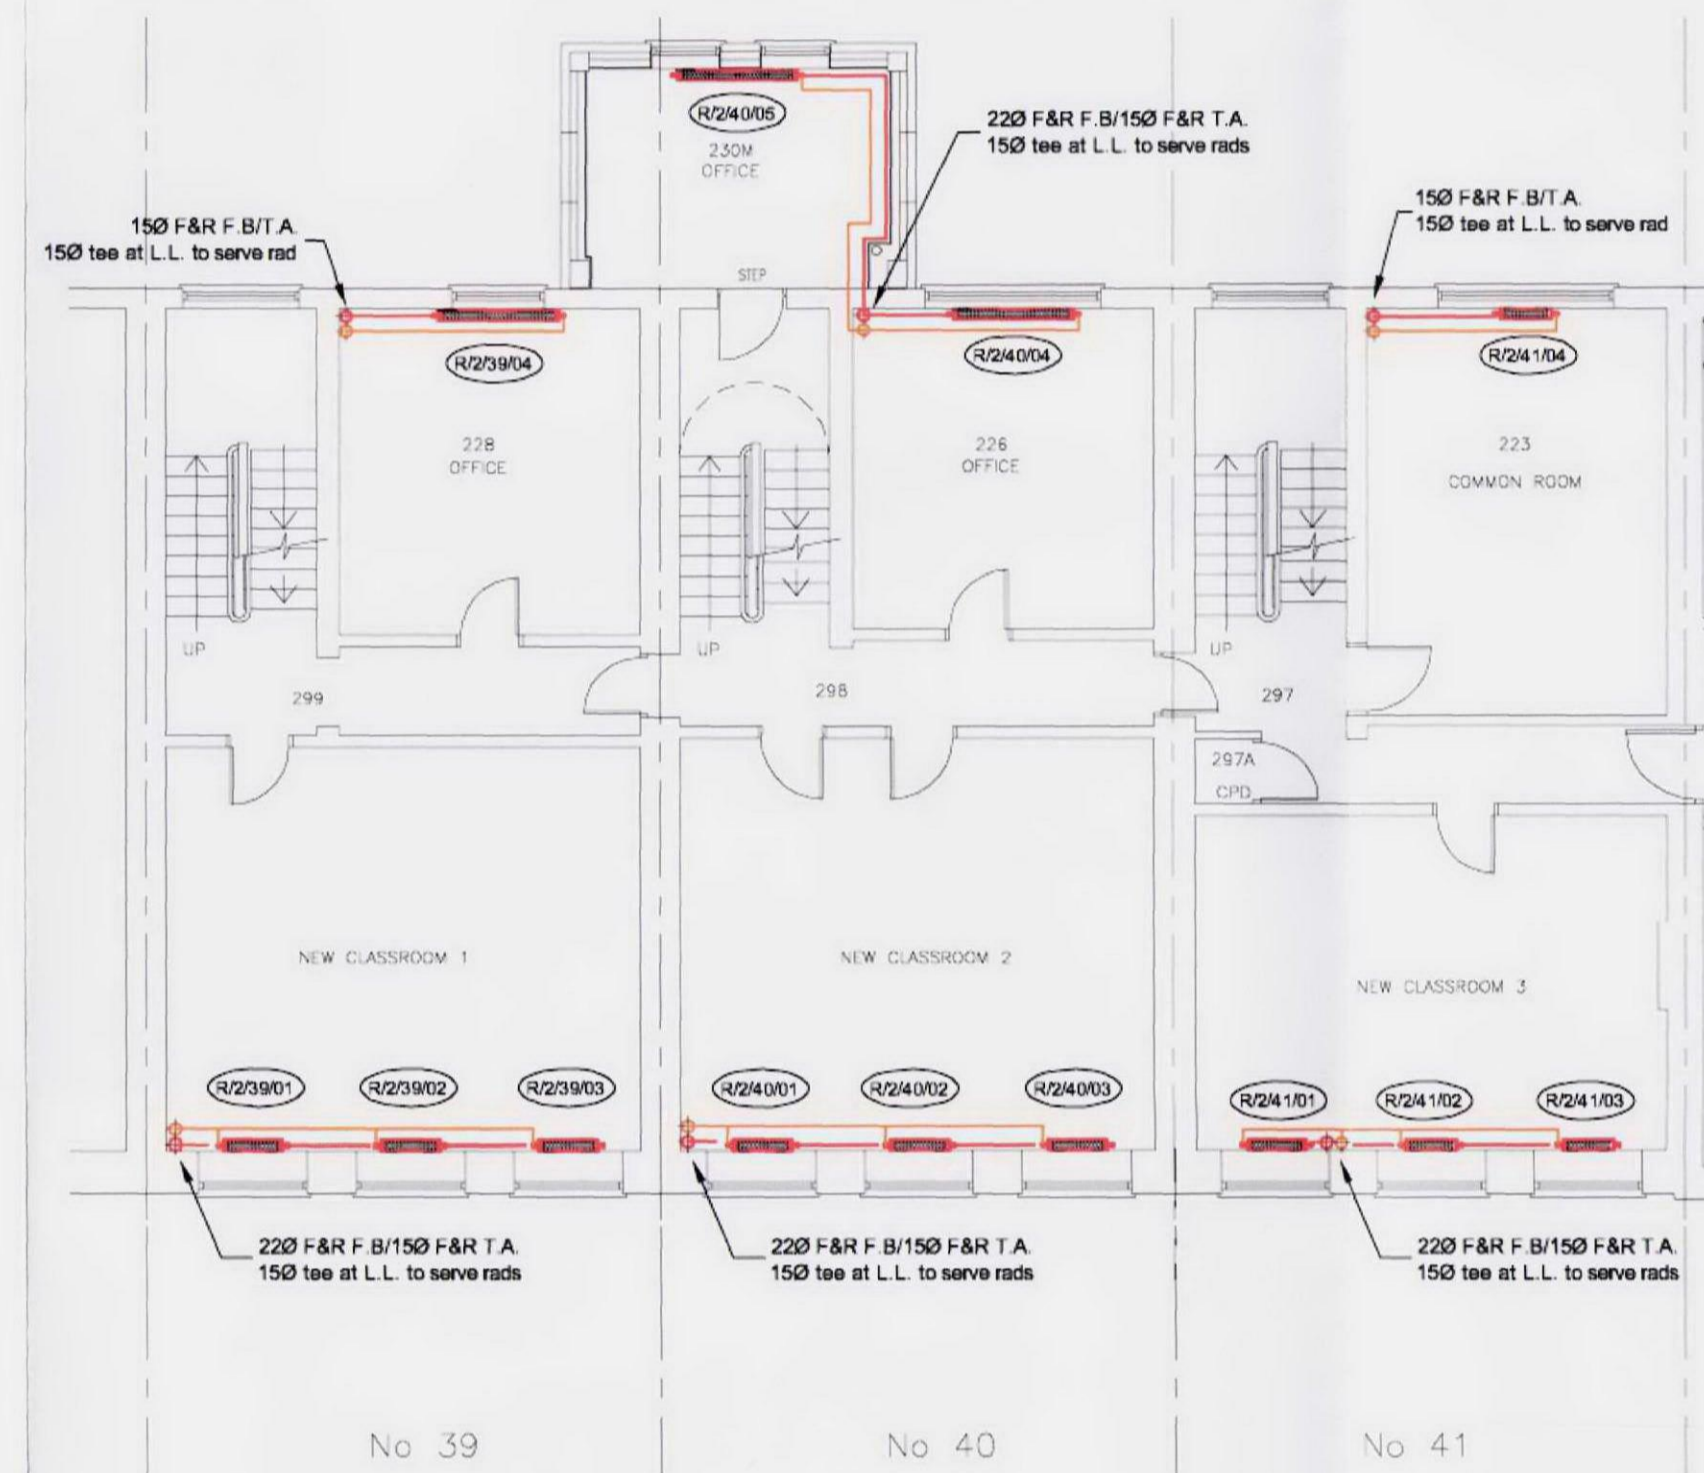 R/2/40/05
230M
OFFICE
22Ø F&R F.B/15Ø F&R T.A.
15Ø tee at L.L. to serve rads
15Ø F&R F.B/T.A.
15Ø tee at L.L. to serve rad
15Ø F&R F.B/T.A.
15Ø tee at L.L. to serve rad
STEP
R/2/39/04
R/2/40/04
R/2/41/04
228
OFFICE
226
OFFICE
223
COMMON ROOM
UP
UP
UP
299
298
297
297A
CPD
NEW CLASSROOM 1
NEW CLASSROOM 2
NEW CLASSROOM 3
R/2/39/01
R/2/39/02
R/2/39/03
R/2/40/01
R/2/40/02
R/2/40/03
R/2/41/01
R/2/41/02
R/2/41/03
22Ø F&R F.B/15Ø F&R T.A.
15Ø tee at L.L. to serve rads
22Ø F&R F.B/15Ø F&R T.A.
15Ø tee at L.L. to serve rads
22Ø F&R F.B/15Ø F&R T.A.
15Ø tee at L.L. to serve rads
No 39
No 40
No 41